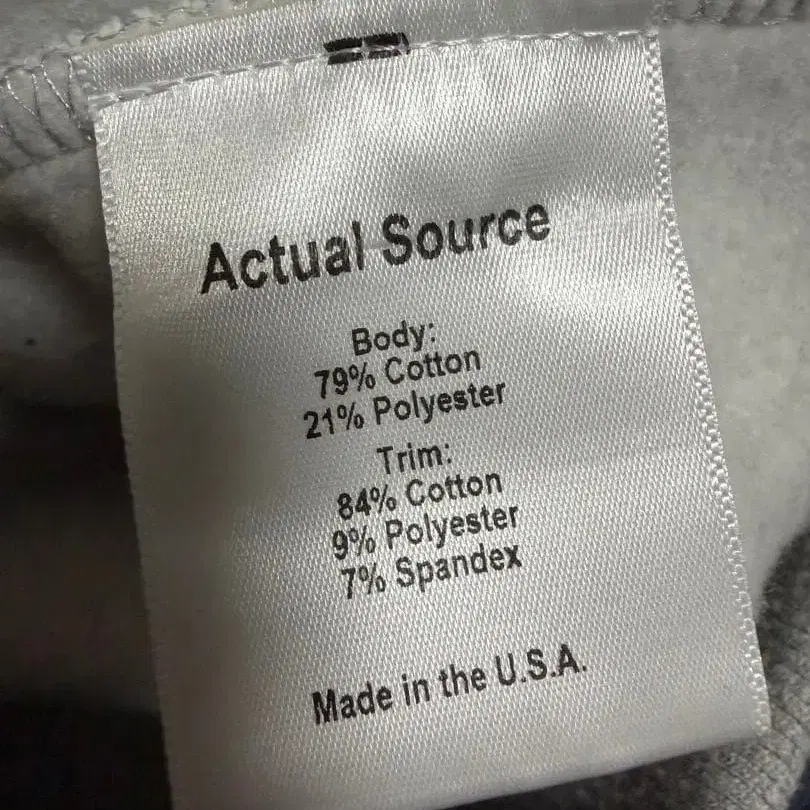 Actual Source
Body:
79% Cotton
21% Polyester
Trim:
84% Cotton
9% Polyester
7% Spandex
Made in the U.S.A.